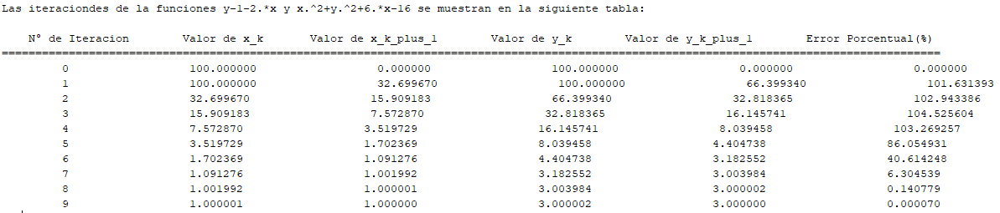 Las iteraciondes de la funciones y-1-2.*x y x.^2+y.^2+6.*x-16 se muestran en la siguiente tabla:
N° de Iteracion Valor de x_k Valor de x_k_plus_1 Valor de y_k Valor de y_k_plus_1 Error Porcentual(%)
0 100.000000 0.000000 100.000000 0.000000 0.000000
1 100.000000 32.699670 100.000000 66.399340 101.631393
2 32.699670 15.909183 66.399340 32.818365 102.943386
3 15.909183 7.572870 32.818365 16.145741 104.525604
4 7.572870 3.519729 16.145741 8.039458 103.269257
5 3.519729 1.702369 8.039458 4.404738 86.054931
6 1.702369 1.091276 4.404738 3.182552 40.614248
7 1.091276 1.001992 3.182552 3.003984 6.304539
8 1.001992 1.000001 3.003984 3.000002 0.140779
9 1.000001 1.000000 3.000002 3.000000 0.000070